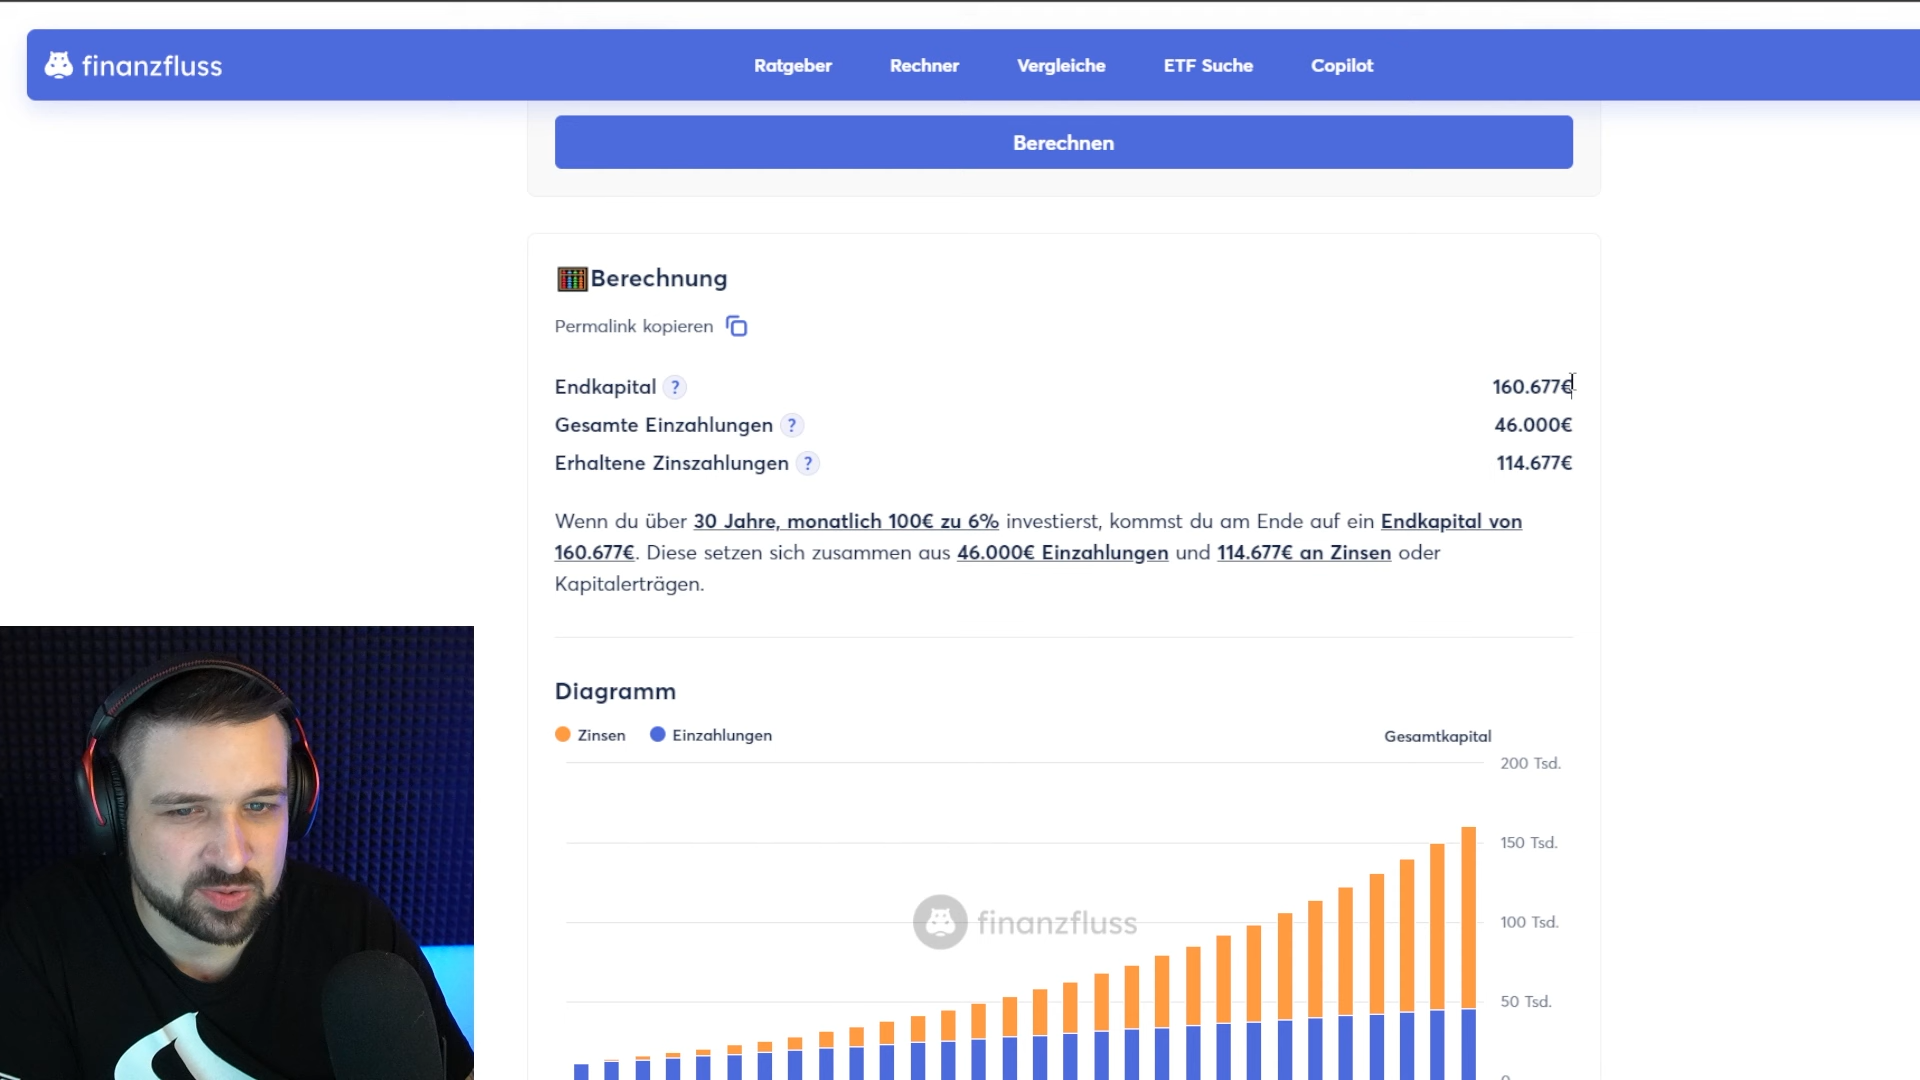 finanzfluss
Ratgeber Rechner Vergleiche ETF Suche Copilot
Berechnen
Berechnung
Permalink kopieren
Endkapital ? 160.677€
Gesamte Einzahlungen ? 46.000€
Erhaltene Zinszahlungen ? 114.677€
Wenn du über 30 Jahre, monatlich 100€ zu 6% investierst, kommst du am Ende auf ein Endkapital von
160.677€. Diese setzen sich zusammen aus 46.000€ Einzahlungen und 114.677€ an Zinsen oder
Kapitalerträgen.
Diagramm
Zinsen Einzahlungen Gesamtkapital
200 Tsd.
150 Tsd.
finanzfluss
100 Tsd.
50 Tsd.